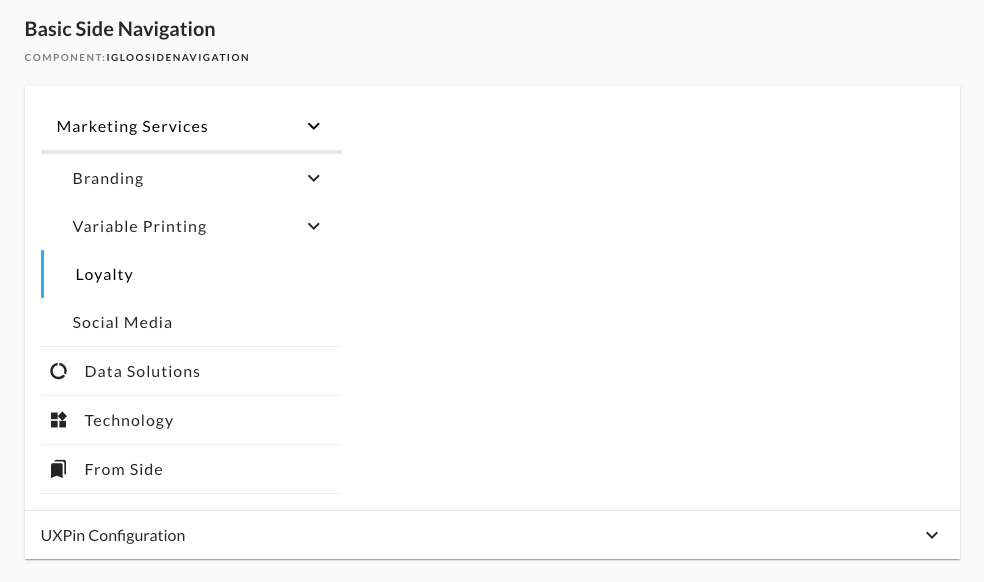 Basic Side Navigation
COMPONENT:IGLOOSIDENAVIGATION
Marketing Services
Branding
Variable Printing
Loyalty
Social Media
Data Solutions
Technology
From Side
UXPin Configuration